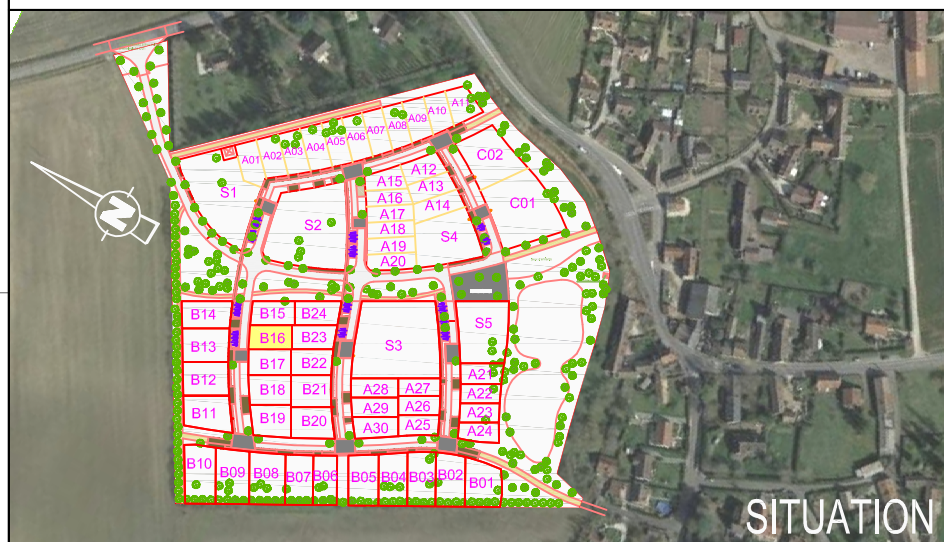 A11
A10
A09
A08
A07
A06
A05
A04
A03
A02
A01
C02
A12
A15
A13
S1
A16
C01
A14
A17
S2
A18
S4
A19
A20
N
B14
B15
B24
S5
B13
B16
B23
S3
B17
B22
A21
B12
B18
B21
A28
A27
A22
B11
A29
A26
A23
B19
B20
A30
A25
A24
B10
B09
B08
B07
B06
B05
B04
B03
B02
B01
SITUATION